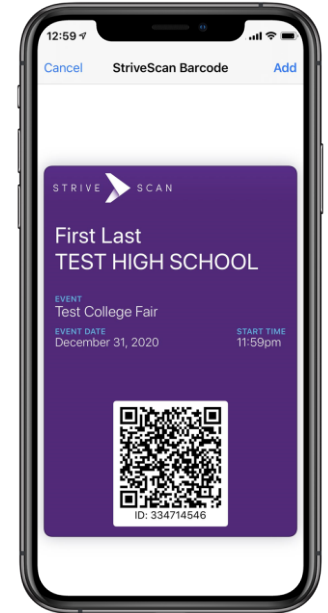 12:59
Cancel StriveScan Barcode Add
STRIVE SCAN
First Last
TEST HIGH SCHOOL
EVENT
Test College Fair
EVENT DATE START TIME
December 31, 2020 11:59pm
ID: 334714546